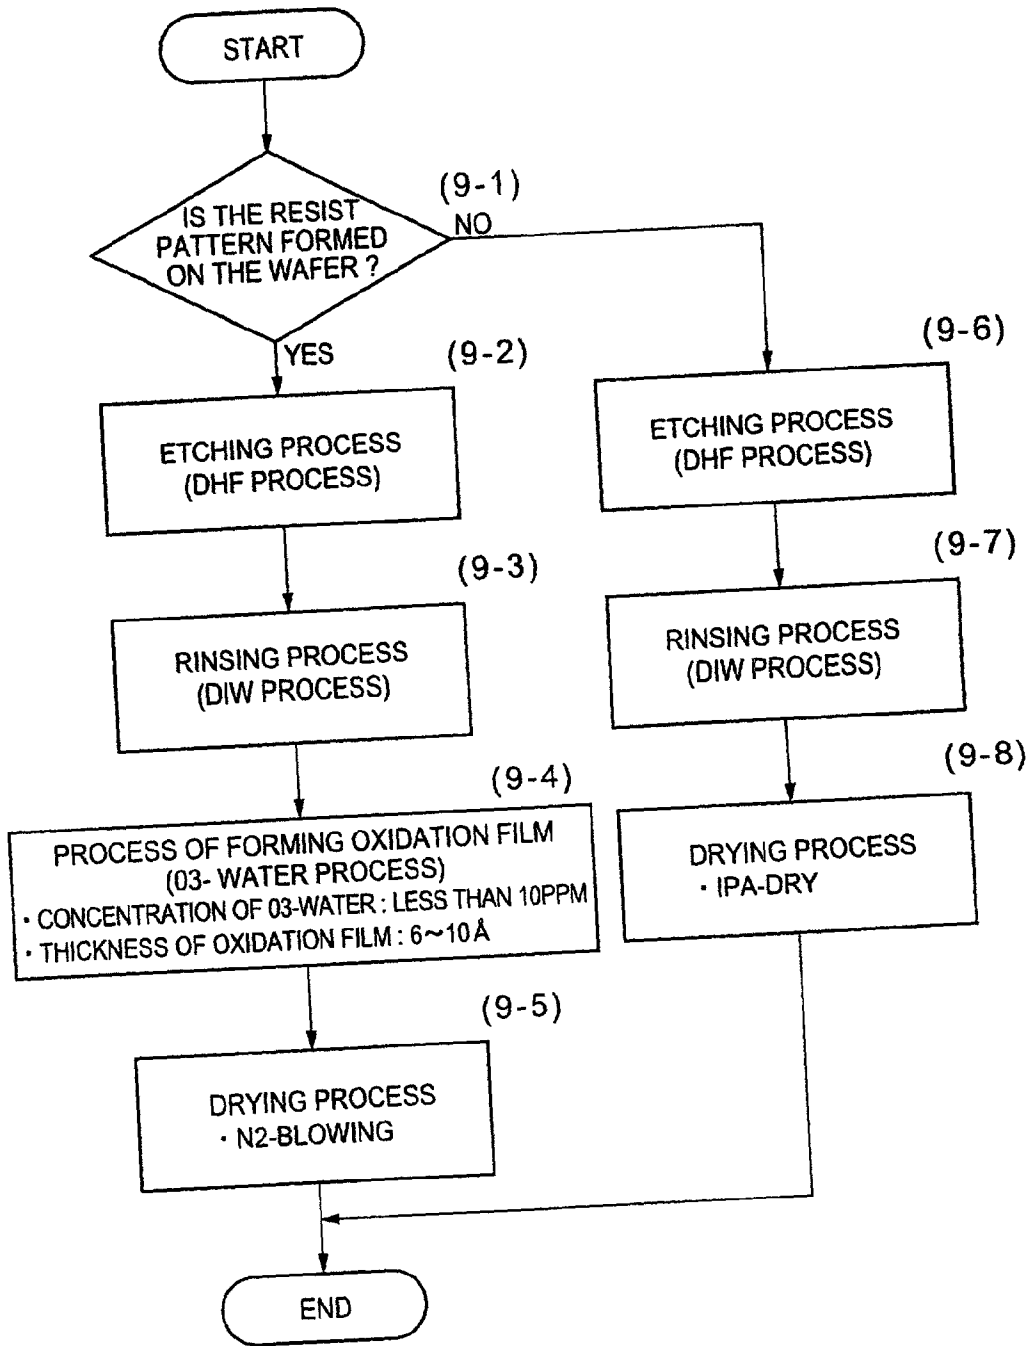 START
(9-1)
IS THE RESIST
PATTERN FORMED
ON THE WAFER ?
NO
YES
(9-2)
ETCHING PROCESS
(DHF PROCESS)
(9-3)
RINSING PROCESS
(DIW PROCESS)
(9-4)
PROCESS OF FORMING OXIDATION FILM
(03- WATER PROCESS)
・CONCENTRATION OF 03-WATER : LESS THAN 10PPM
・THICKNESS OF OXIDATION FILM : 6～10Å
(9-5)
DRYING PROCESS
・N2-BLOWING
(9-6)
ETCHING PROCESS
(DHF PROCESS)
(9-7)
RINSING PROCESS
(DIW PROCESS)
(9-8)
DRYING PROCESS
・IPA-DRY
END